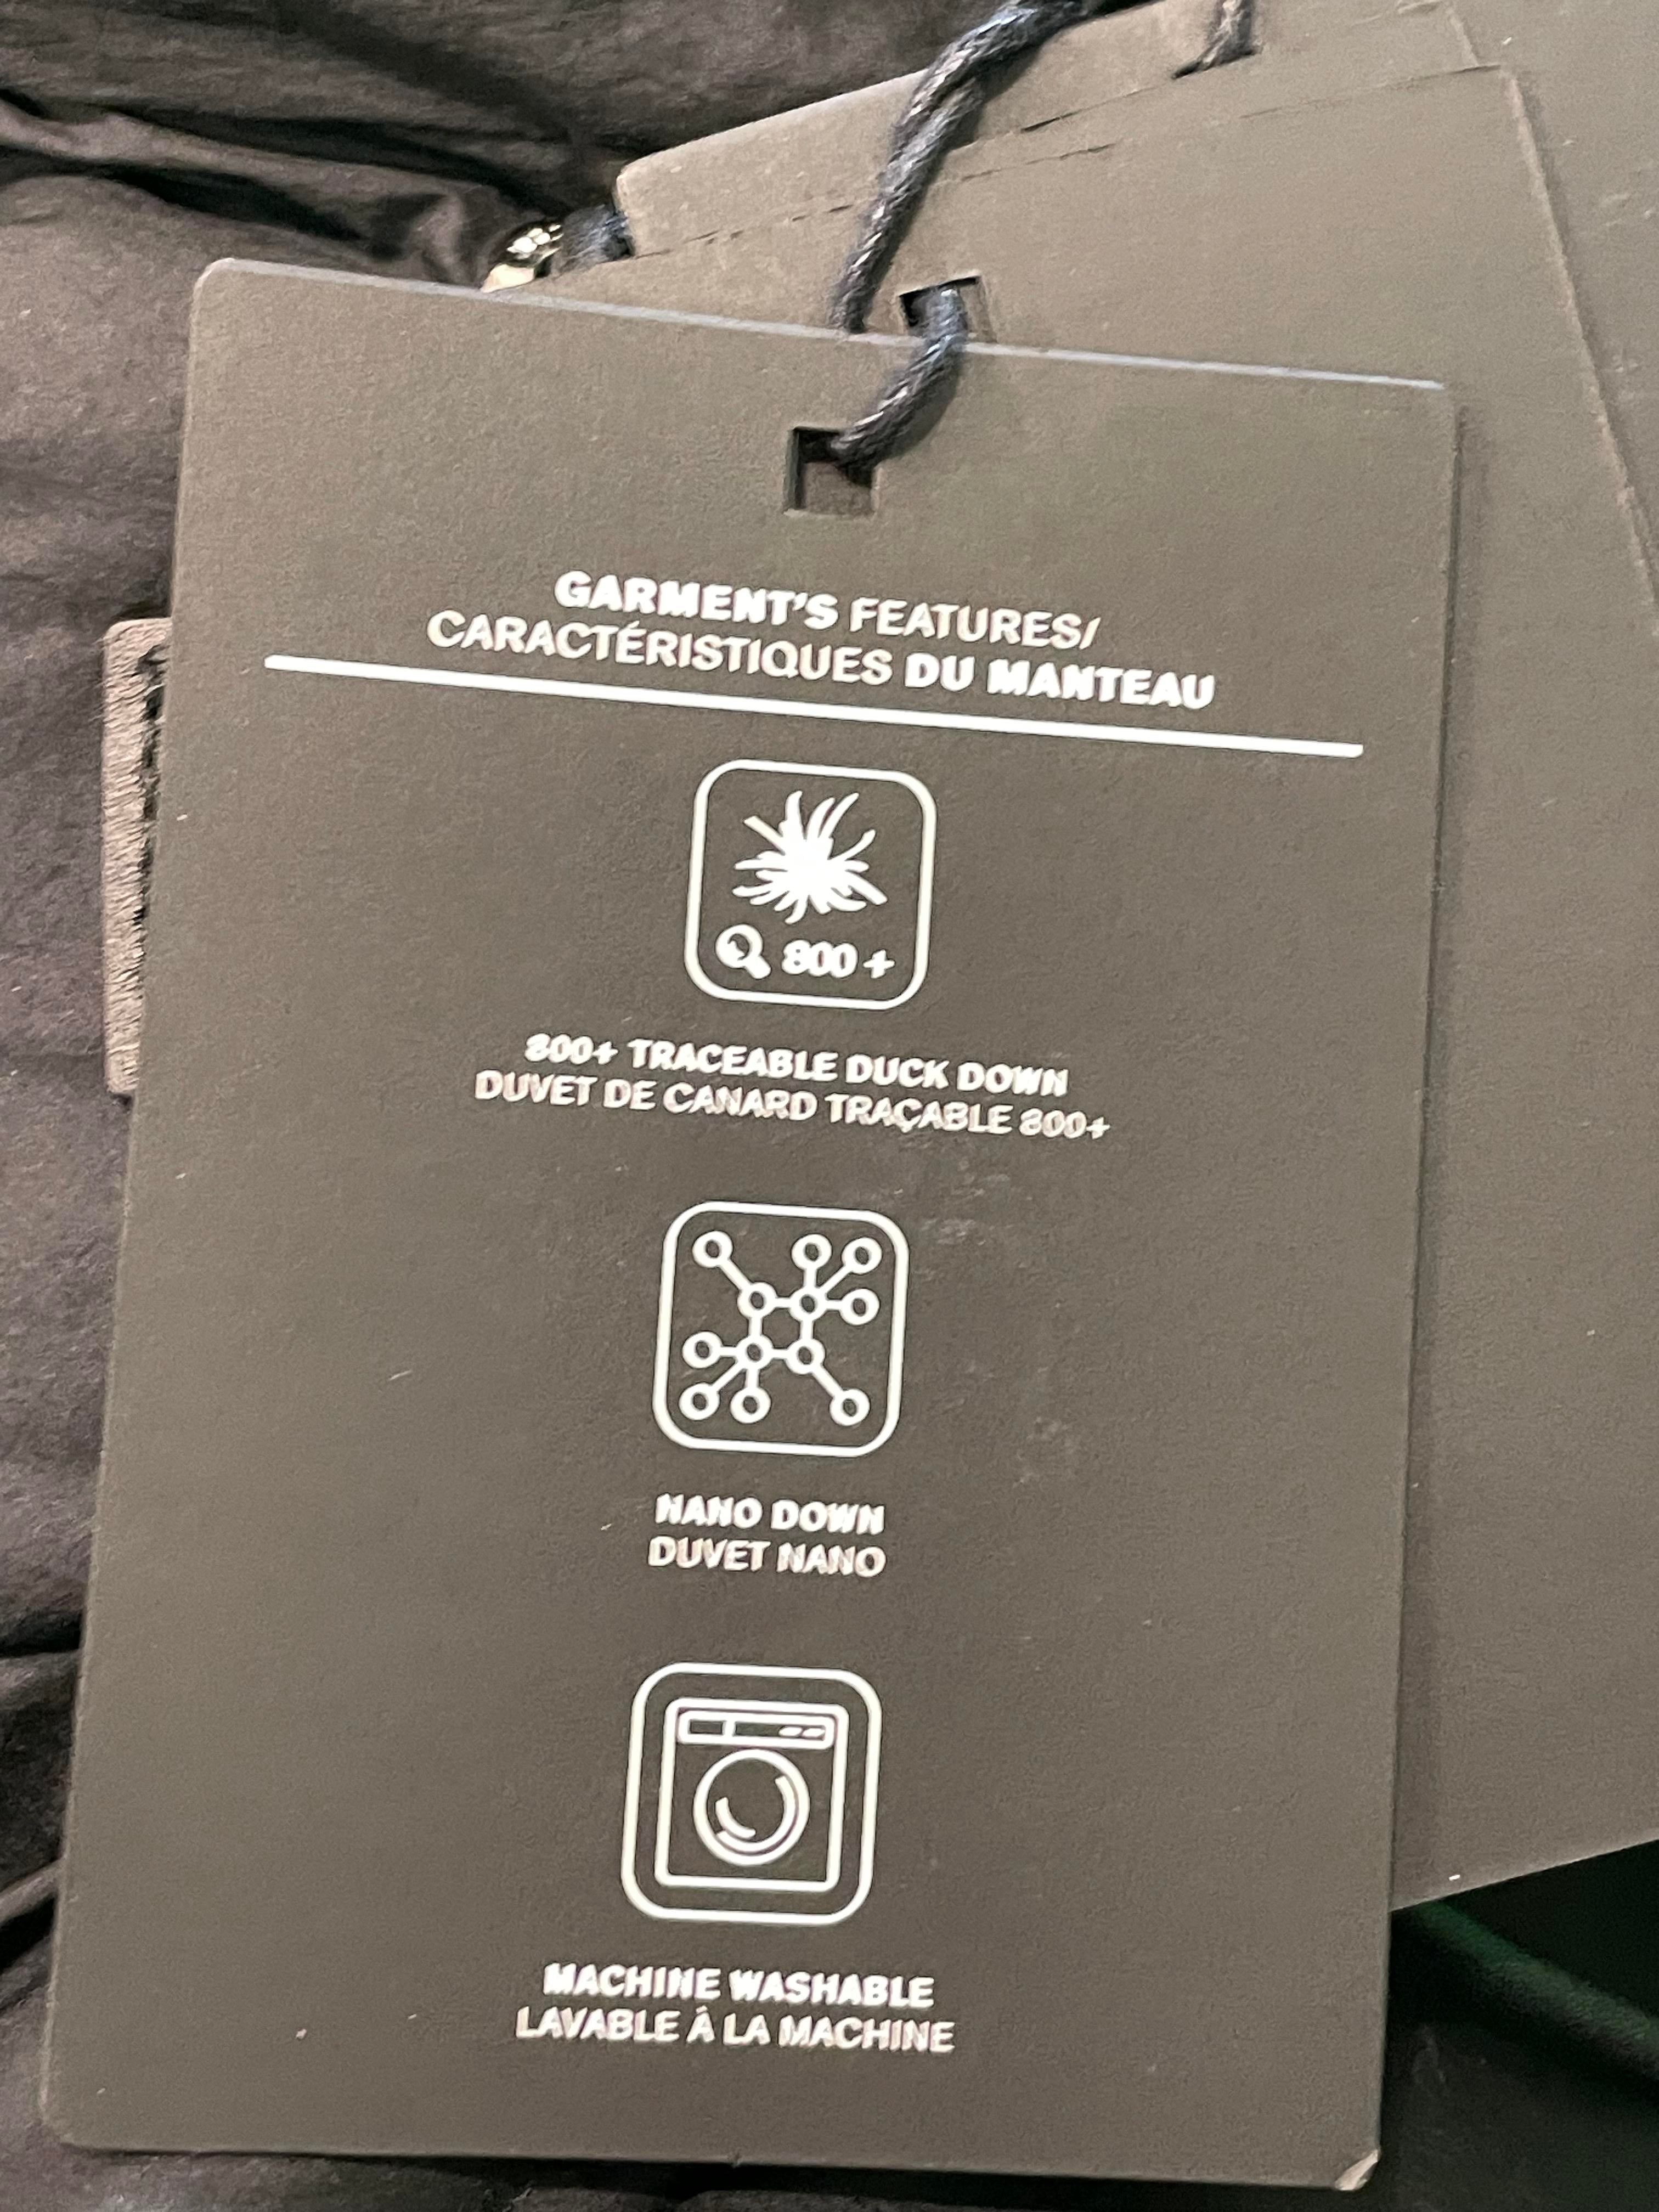 GARMENT'S FEATURES/
CARACTÉRISTIQUES DU MANTEAU
800+
800+ TRACEABLE DUCK DOWN
DUVET DE CANARD TRAÇABLE 800+
NANO DOWN
DUVET NANO
MACHINE WASHABLE
LAVABLE À LA MACHINE